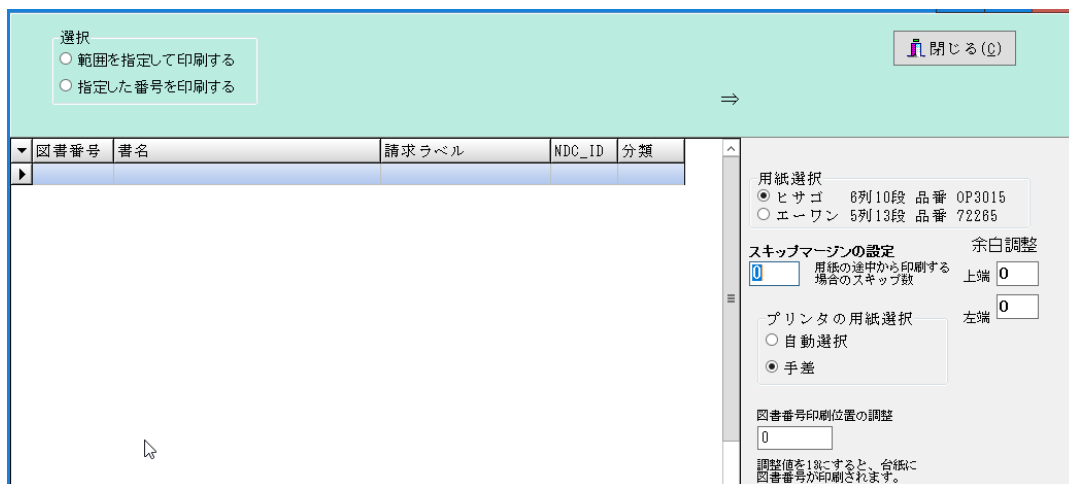 選択
範囲を指定して印刷する
指定した番号を印刷する
閉じる(C)
⇒
図書番号 書名 請求ラベル NDC_ID 分類
用紙選択
ヒサゴ 6列10段 品番 OP3015
エーワン 5列13段 品番 72265
スキップマージンの設定
0
用紙の途中から印刷する
場合のスキップ数
余白調整
上端 0
左端 0
プリンタの用紙選択
自動選択
手差
図書番号印刷位置の調整
0
調整値を18にすると、台紙に
図書番号が印刷されます。